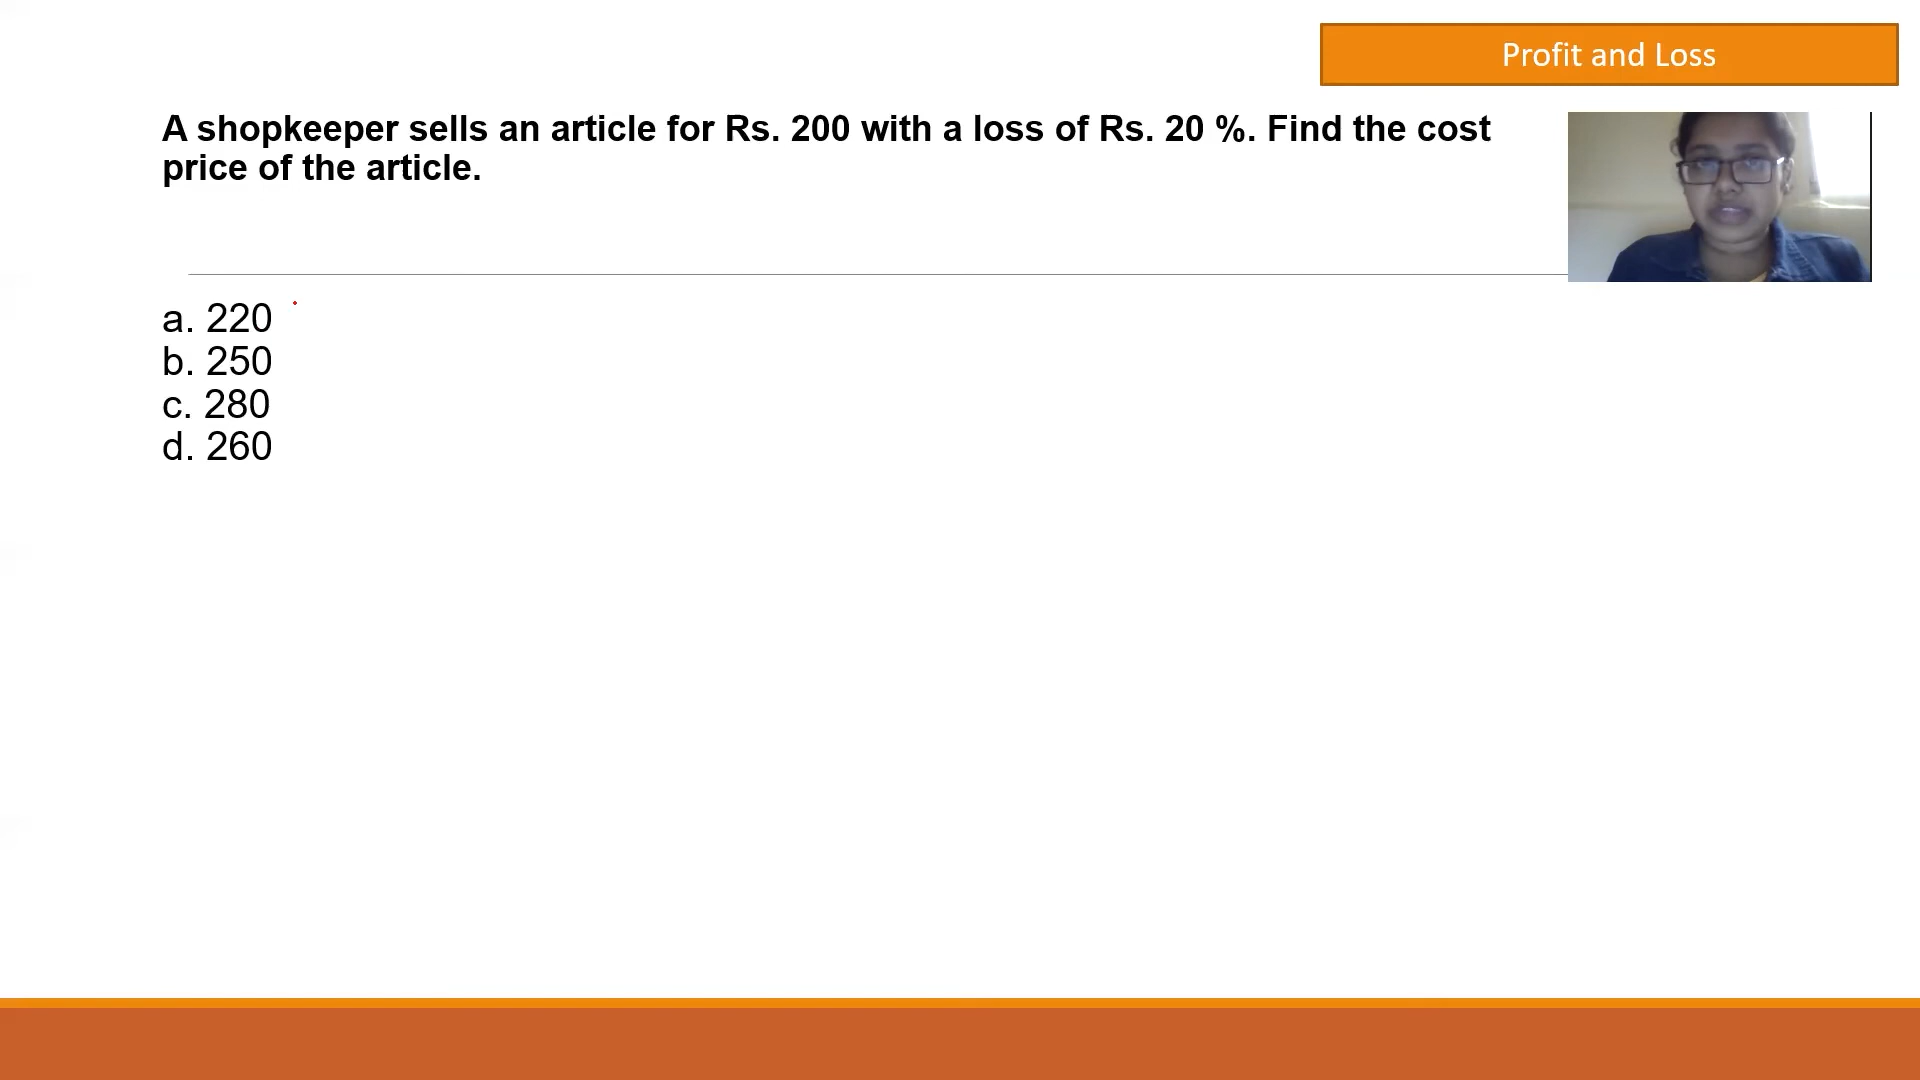 Profit and Loss
A shopkeeper sells an article for Rs. 200 with a loss of Rs. 20 %. Find the cost
price of the article.
a. 220
b. 250
c. 280
d. 260